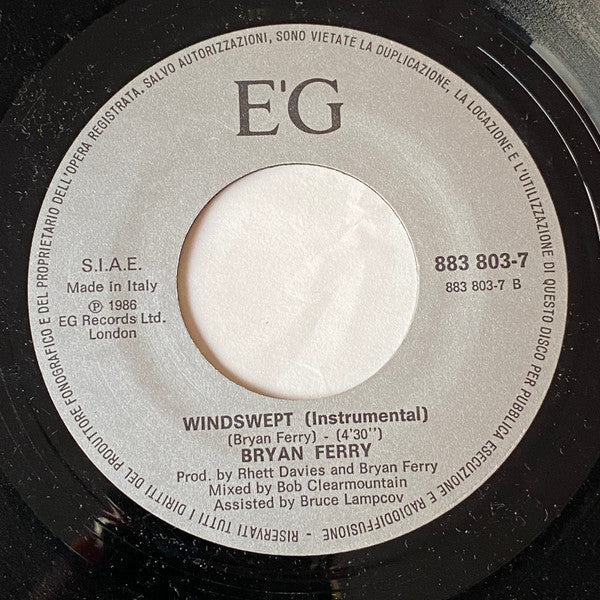 SALVO AUTORIZZAZIONI, SONO VIETATE LA DUPLICAZIONE, LA LOCAZIONE E L'UTILIZZAZIONE DI QUESTO DISCO PER PUBBLICA ESECUZIONE E RADIODIFFUSIONE - RISERVATI TUTTI I DIRITTI DEL PRODUTTORE FONOGRAFICO E DEL PROPRIETARIO DELL'OPERA REGISTRATA.
E'G
S.I.A.E.
Made in Italy
℗ 1986
EG Records Ltd.
London
883 803-7
883 803-7 B
WINDSWEPT (Instrumental)
(Bryan Ferry) - (4'30'')
BRYAN FERRY
Prod. by Rhett Davies and Bryan Ferry
Mixed by Bob Clearmountain
Assisted by Bruce Lampcov